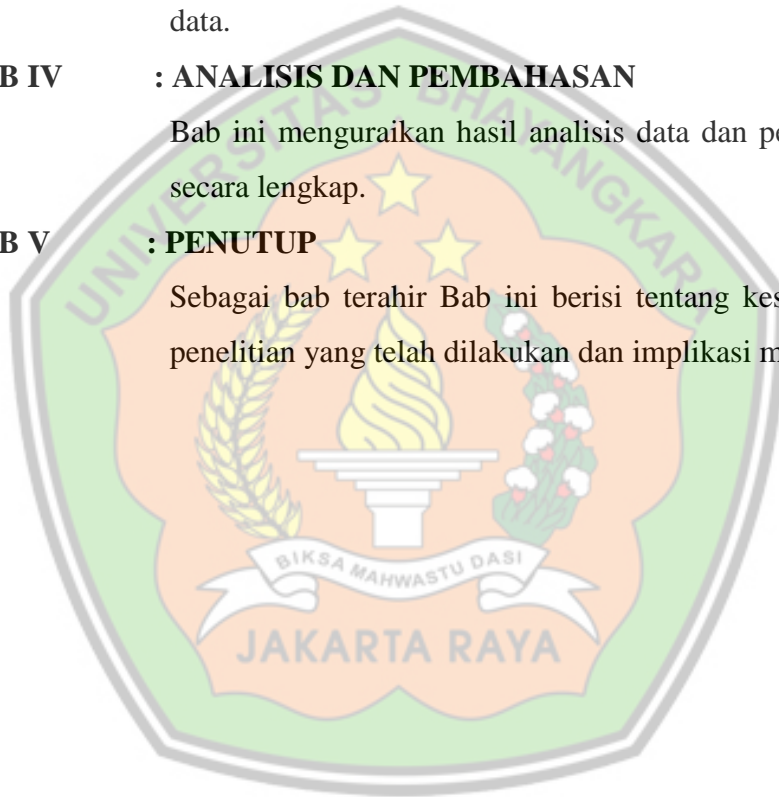 data.
B IV : ANALISIS DAN PEMBAHASAN
Bab ini menguraikan hasil analisis data dan pe
secara lengkap.
B V : PENUTUP
Sebagai bab terahir Bab ini berisi tentang kes
penelitian yang telah dilakukan dan implikasi m
UNIVERSITAS BHAYANGKARA
BIKSA MAHWASTU DASI
JAKARTA RAYA